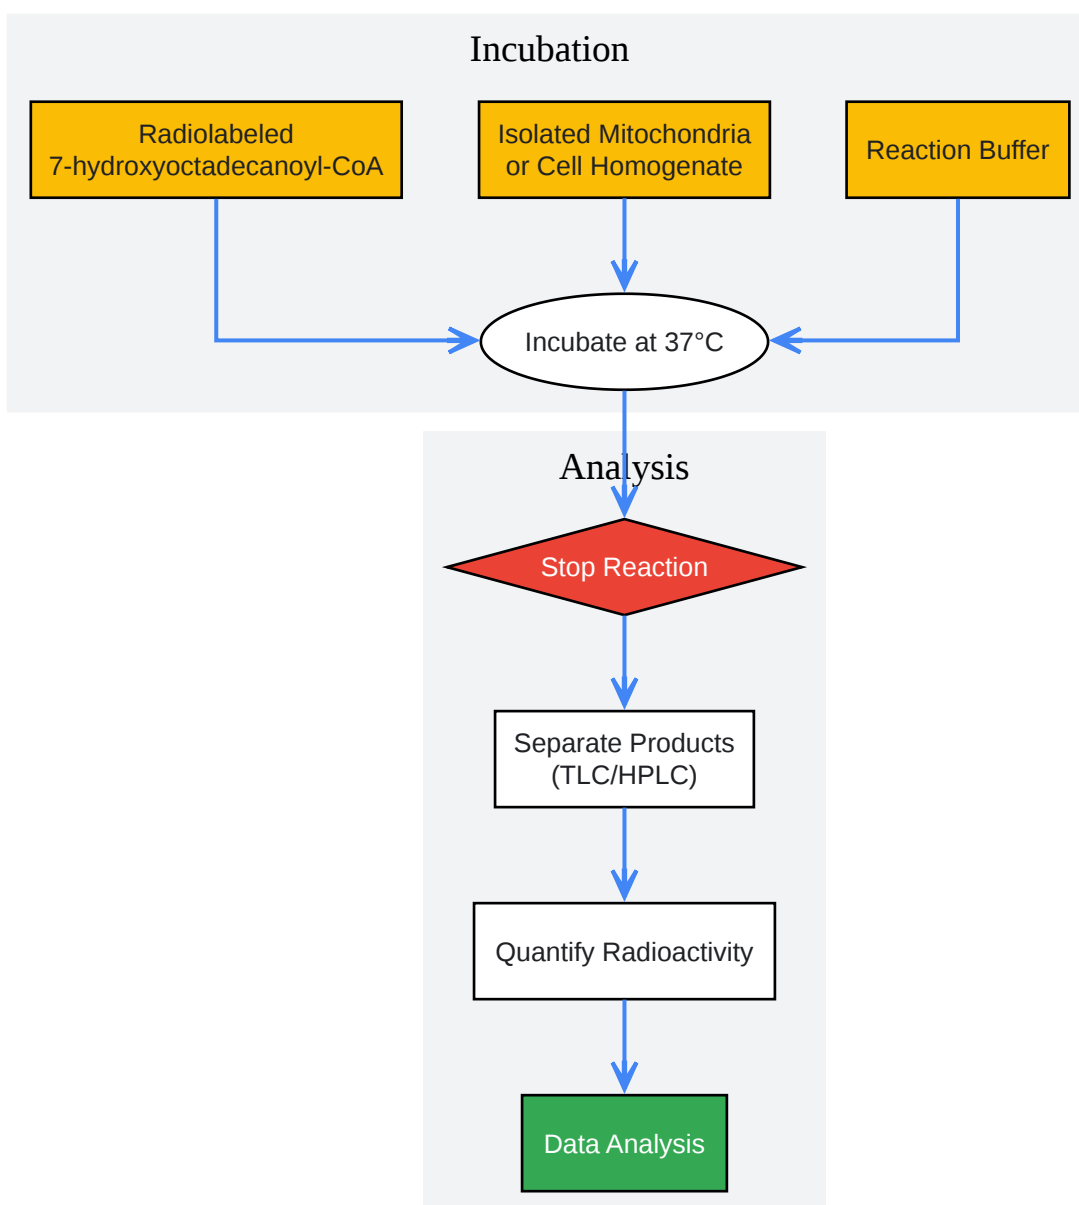 Incubation
Radiolabeled
7-hydroxyoctadecanoyl-CoA
Isolated Mitochondria
or Cell Homogenate
Reaction Buffer
Incubate at 37°C
Analysis
Stop Reaction
Separate Products
(TLC/HPLC)
Quantify Radioactivity
Data Analysis